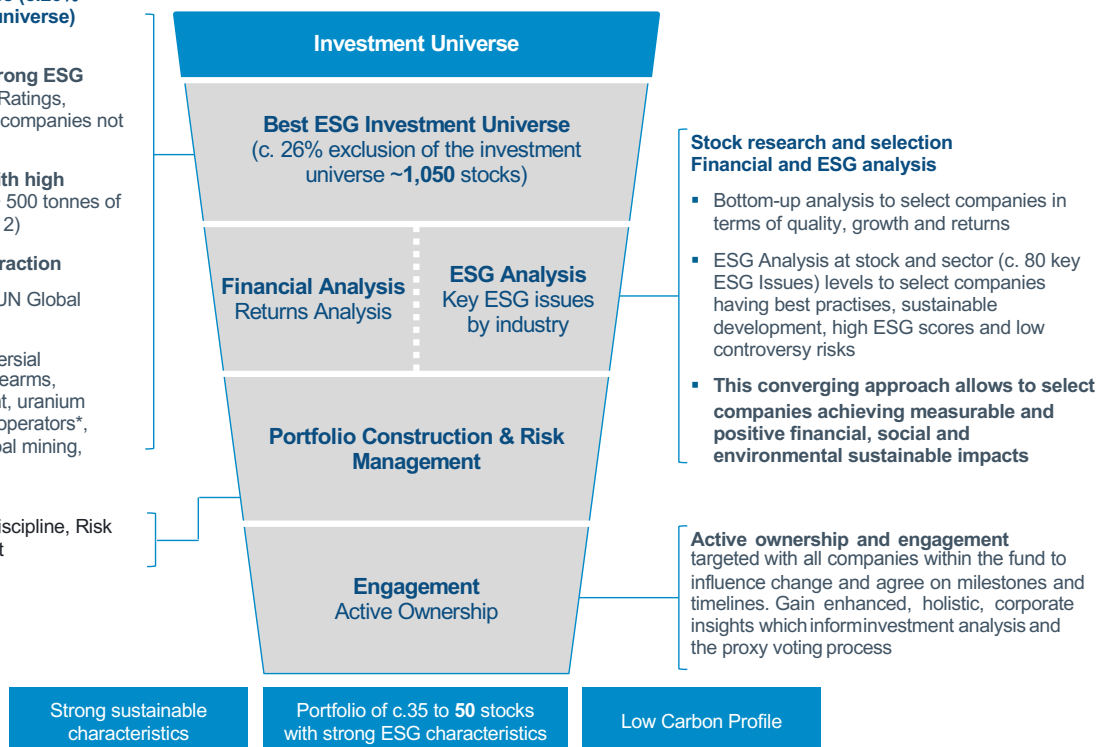 universe)
rong ESG
Ratings,
companies not
ith high
500 tonnes of
2)
raction
UN Global
ersial
earms,
t, uranium
operators*,
oal mining,
iscipline, Risk
t
Investment Universe
Best ESG Investment Universe
(c. 26% exclusion of the investment
universe ~1,050 stocks)
Financial Analysis
Returns Analysis
ESG Analysis
Key ESG issues
by industry
Portfolio Construction & Risk
Management
Engagement
Active Ownership
Stock research and selection
Financial and ESG analysis
▪ Bottom-up analysis to select companies in
terms of quality, growth and returns
▪ ESG Analysis at stock and sector (c. 80 key
ESG Issues) levels to select companies
having best practises, sustainable
development, high ESG scores and low
controversy risks
▪ This converging approach allows to select
companies achieving measurable and
positive financial, social and
environmental sustainable impacts
Active ownership and engagement
targeted with all companies within the fund to
influence change and agree on milestones and
timelines. Gain enhanced, holistic, corporate
insights which inform investment analysis and
the proxy voting process
Strong sustainable
characteristics
Portfolio of c.35 to 50 stocks
with strong ESG characteristics
Low Carbon Profile